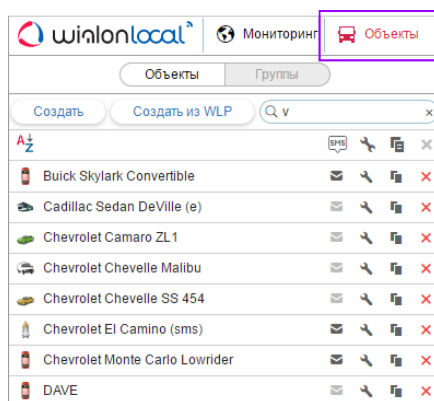 wialonlocal Мониторинг Объекты
Объекты Группы
Создать Создать из WLP v
A Z SMS
Buick Skylark Convertible
Cadillac Sedan DeVille (e)
Chevrolet Camaro ZL1
Chevrolet Chevelle Malibu
Chevrolet Chevelle SS 454
Chevrolet El Camino (sms)
Chevrolet Monte Carlo Lowrider
DAVE